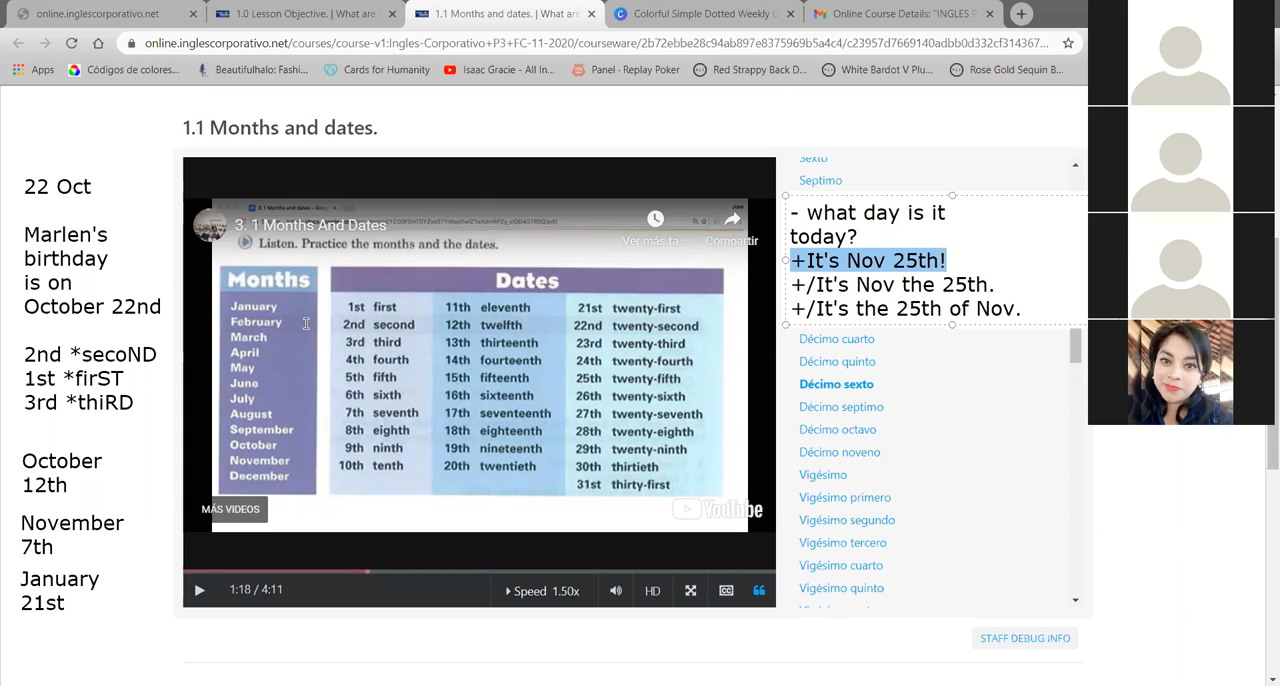 online.inglescorporativo.net
1.0 Lesson Objective. | What are
1.1 Months and dates. | What are
Colorful Simple Dotted Weekly C
Online Course Details: "INGLES P
online.inglescorporativo.net/courses/course-v1:Ingles-Corporativo+P3+FC-11-2020/courseware/2b72ebbe28c94ab897e8375969b5a4c4/c23957d7669140adbb0d332cf314367...
Apps
Códigos de colores...
Beautifulhalo: Fashi...
Cards for Humanity
Isaac Gracie - All In...
Panel · Replay Poker
Red Strappy Back D...
White Bardot V Plu...
Rose Gold Sequin B...
1.1 Months and dates.
22 Oct
Marlen's
birthday
is on
October 22nd
2nd *secoND
1st *firST
3rd *thiRD
October
12th
November
7th
January
21st
3. 1 Months And Dates
Ver más ta...
Compartir
Listen. Practice the months and the dates.
Months
January
February
March
April
May
June
July
August
September
October
November
December
Dates
1st first
2nd second
3rd third
4th fourth
5th fifth
6th sixth
7th seventh
8th eighth
9th ninth
10th tenth
11th eleventh
12th twelfth
13th thirteenth
14th fourteenth
15th fifteenth
16th sixteenth
17th seventeenth
18th eighteenth
19th nineteenth
20th twentieth
21st twenty-first
22nd twenty-second
23rd twenty-third
24th twenty-fourth
25th twenty-fifth
26th twenty-sixth
27th twenty-seventh
28th twenty-eighth
29th twenty-ninth
30th thirtieth
31st thirty-first
MÁS VIDEOS
YouTube
1:18 / 4:11
Speed 1.50x
HD
Sexto
Septimo
- what day is it
today?
+It's Nov 25th!
+/It's Nov the 25th.
+/It's the 25th of Nov.
Décimo cuarto
Décimo quinto
Décimo sexto
Décimo septimo
Décimo octavo
Décimo noveno
Vigésimo
Vigésimo primero
Vigésimo segundo
Vigésimo tercero
Vigésimo cuarto
Vigésimo quinto
STAFF DEBUG INFO